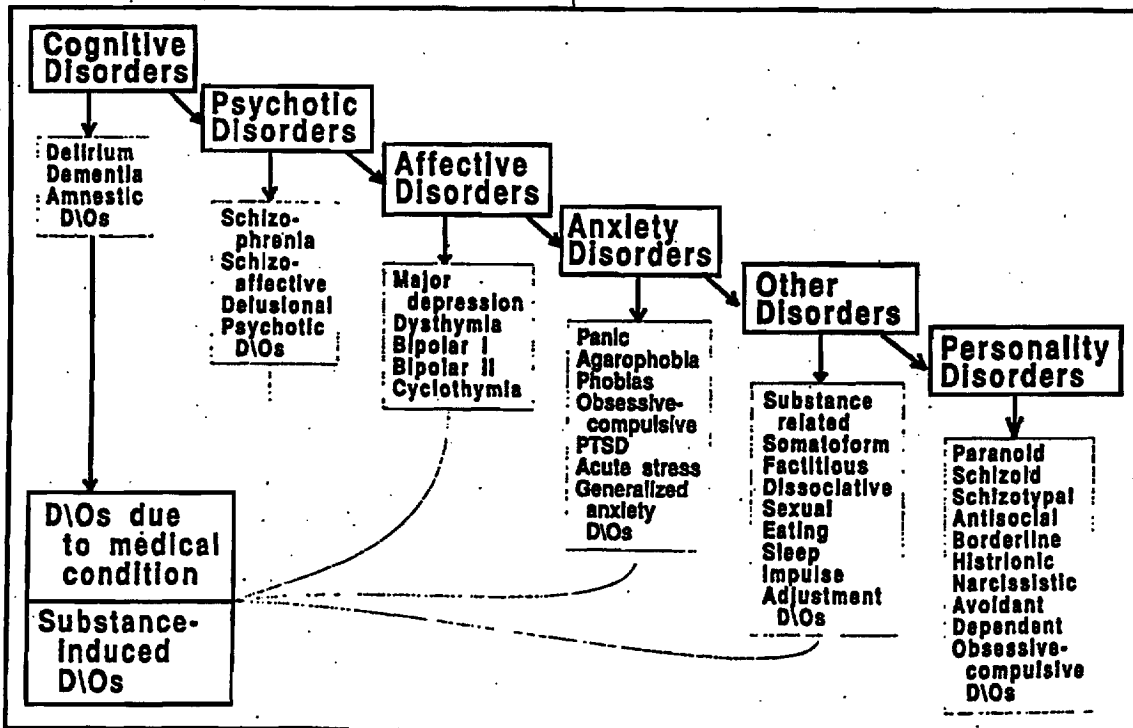 Cognitive
Disorders
Delirium
Dementia
Amnestic
D\Os
Psychotic
Disorders
Schizo-
phrenia
Schizo-
affective
Delusional
Psychotic
D\Os
Affective
Disorders
Major
depression
Dysthymia
Bipolar I
Bipolar II
Cyclothymia
Anxiety
Disorders
Panic
Agarophobia
Phobias
Obsessive-
compulsive
PTSD
Acute stress
Generalized
anxiety
D\Os
Other
Disorders
Substance
related
Somatoform
Factitious
Dissociative
Sexual
Eating
Sleep
Impulse
Adjustment
D\Os
Personality
Disorders
Paranoid
Schizoid
Schizotypal
Antisocial
Borderline
Histrionic
Narcissistic
Avoidant
Dependent
Obsessive-
compulsive
D\Os
D\Os due
to medical
condition
Substance-
induced
D\Os